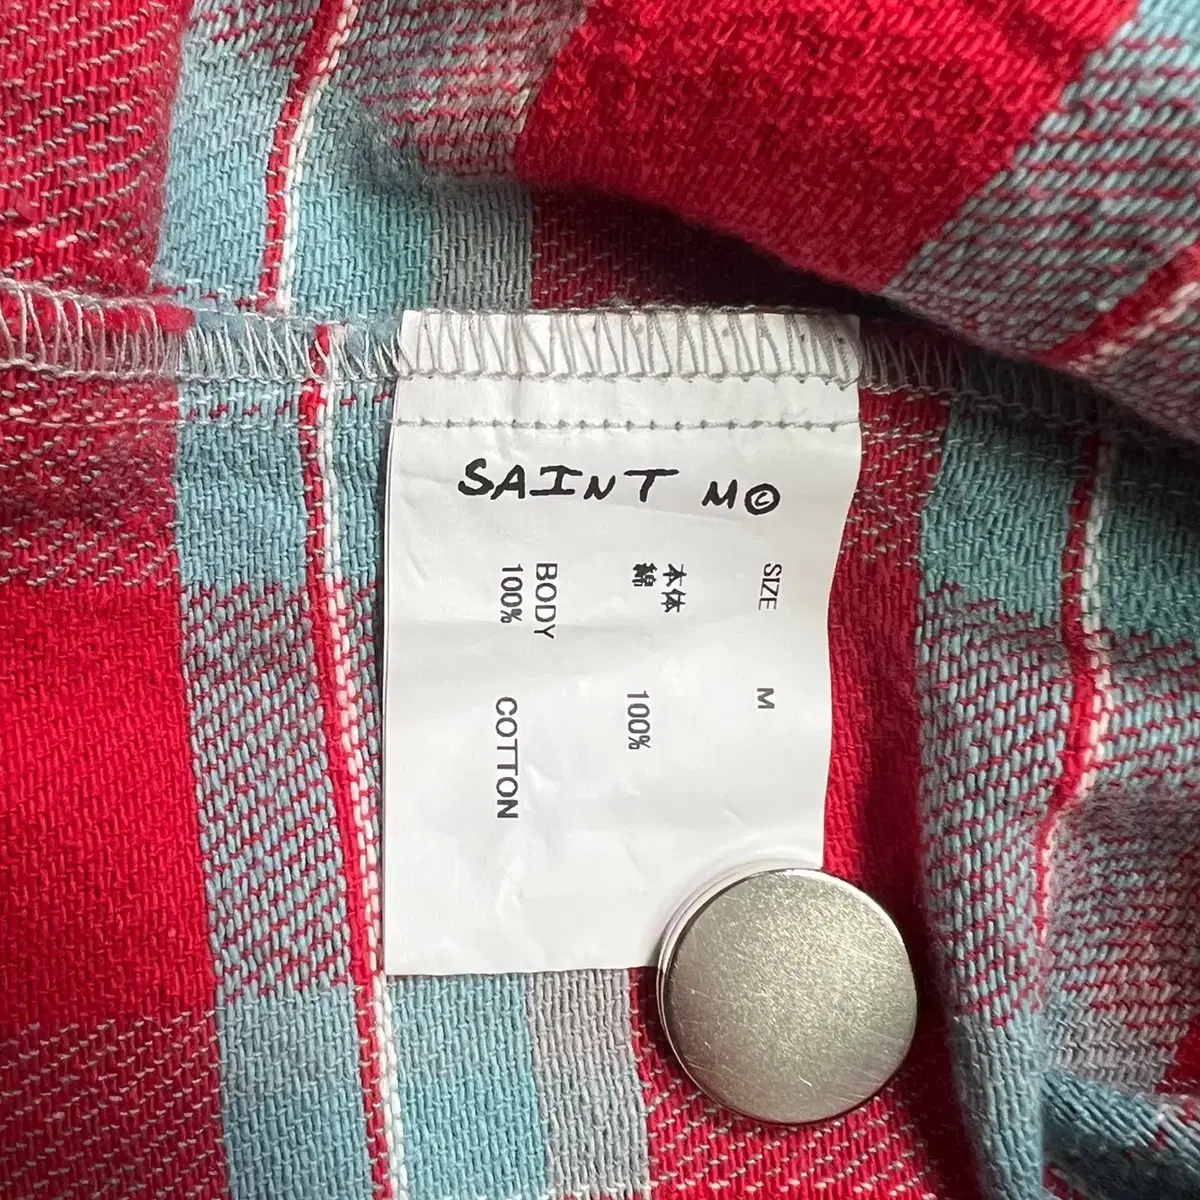 SAINT M©
SIZE M
本体
綿 100%
BODY
100% COTTON